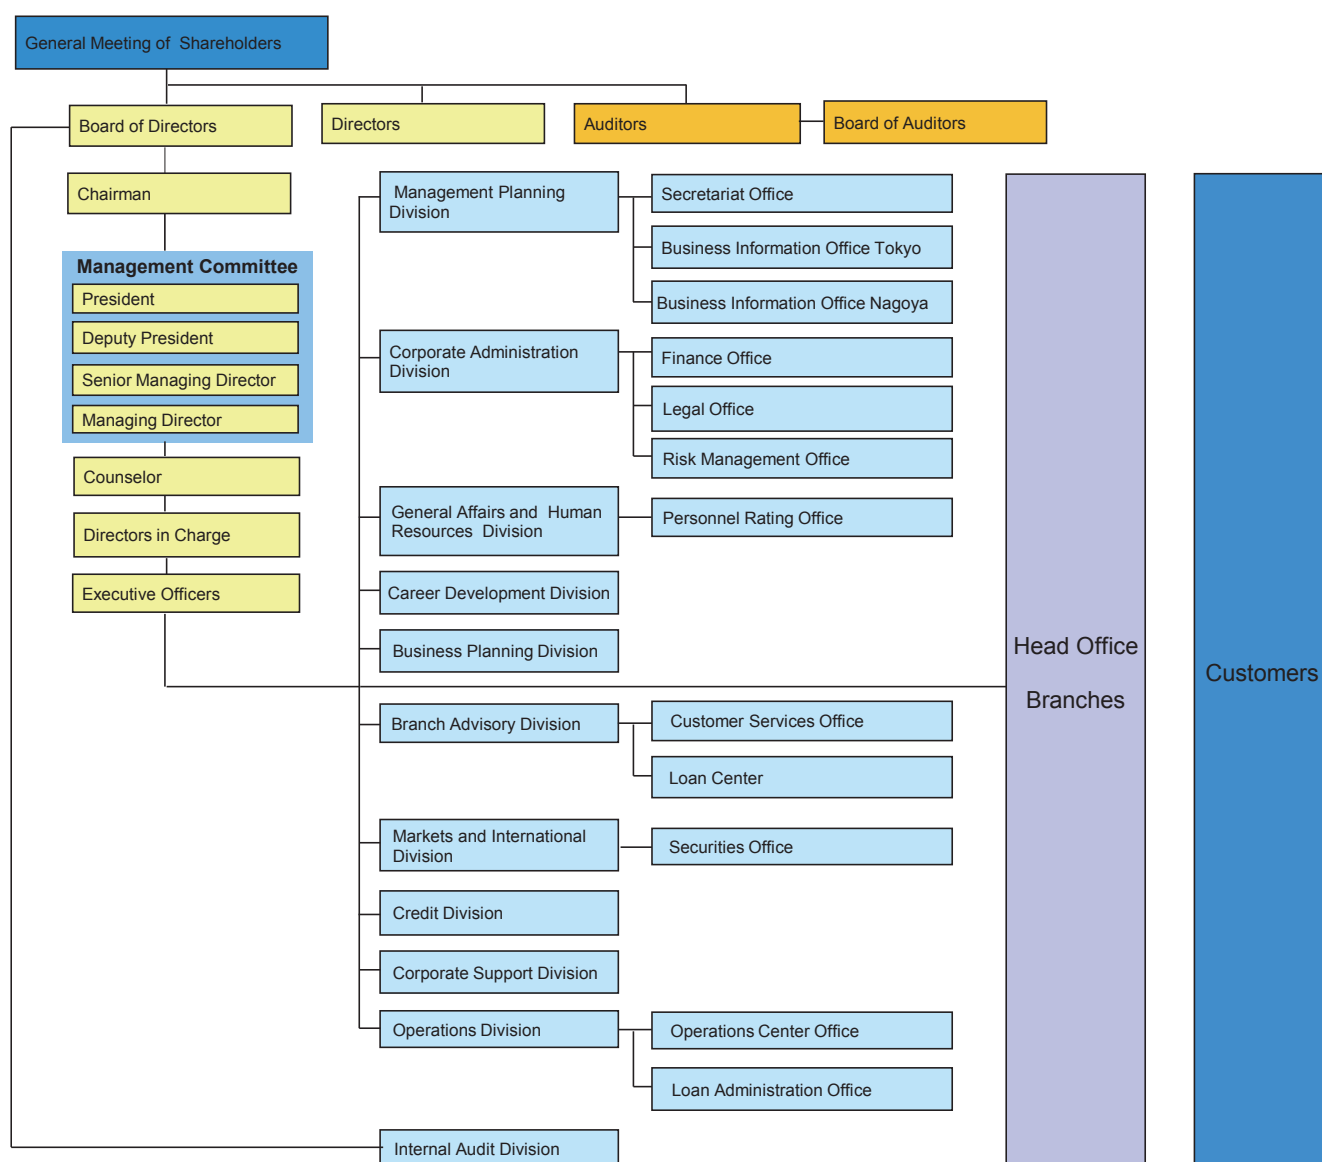 General Meeting of Shareholders
Board of Directors
Directors
Auditors
Board of Auditors
Chairman
Management Committee
President
Deputy President
Senior Managing Director
Managing Director
Counselor
Directors in Charge
Executive Officers
Management Planning
Division
Secretariat Office
Business Information Office Tokyo
Business Information Office Nagoya
Corporate Administration
Division
Finance Office
Legal Office
Risk Management Office
General Affairs and Human
Resources Division
Personnel Rating Office
Career Development Division
Business Planning Division
Branch Advisory Division
Customer Services Office
Loan Center
Markets and International
Division
Securities Office
Credit Division
Corporate Support Division
Operations Division
Operations Center Office
Loan Administration Office
Internal Audit Division
Head Office
Branches
Customers